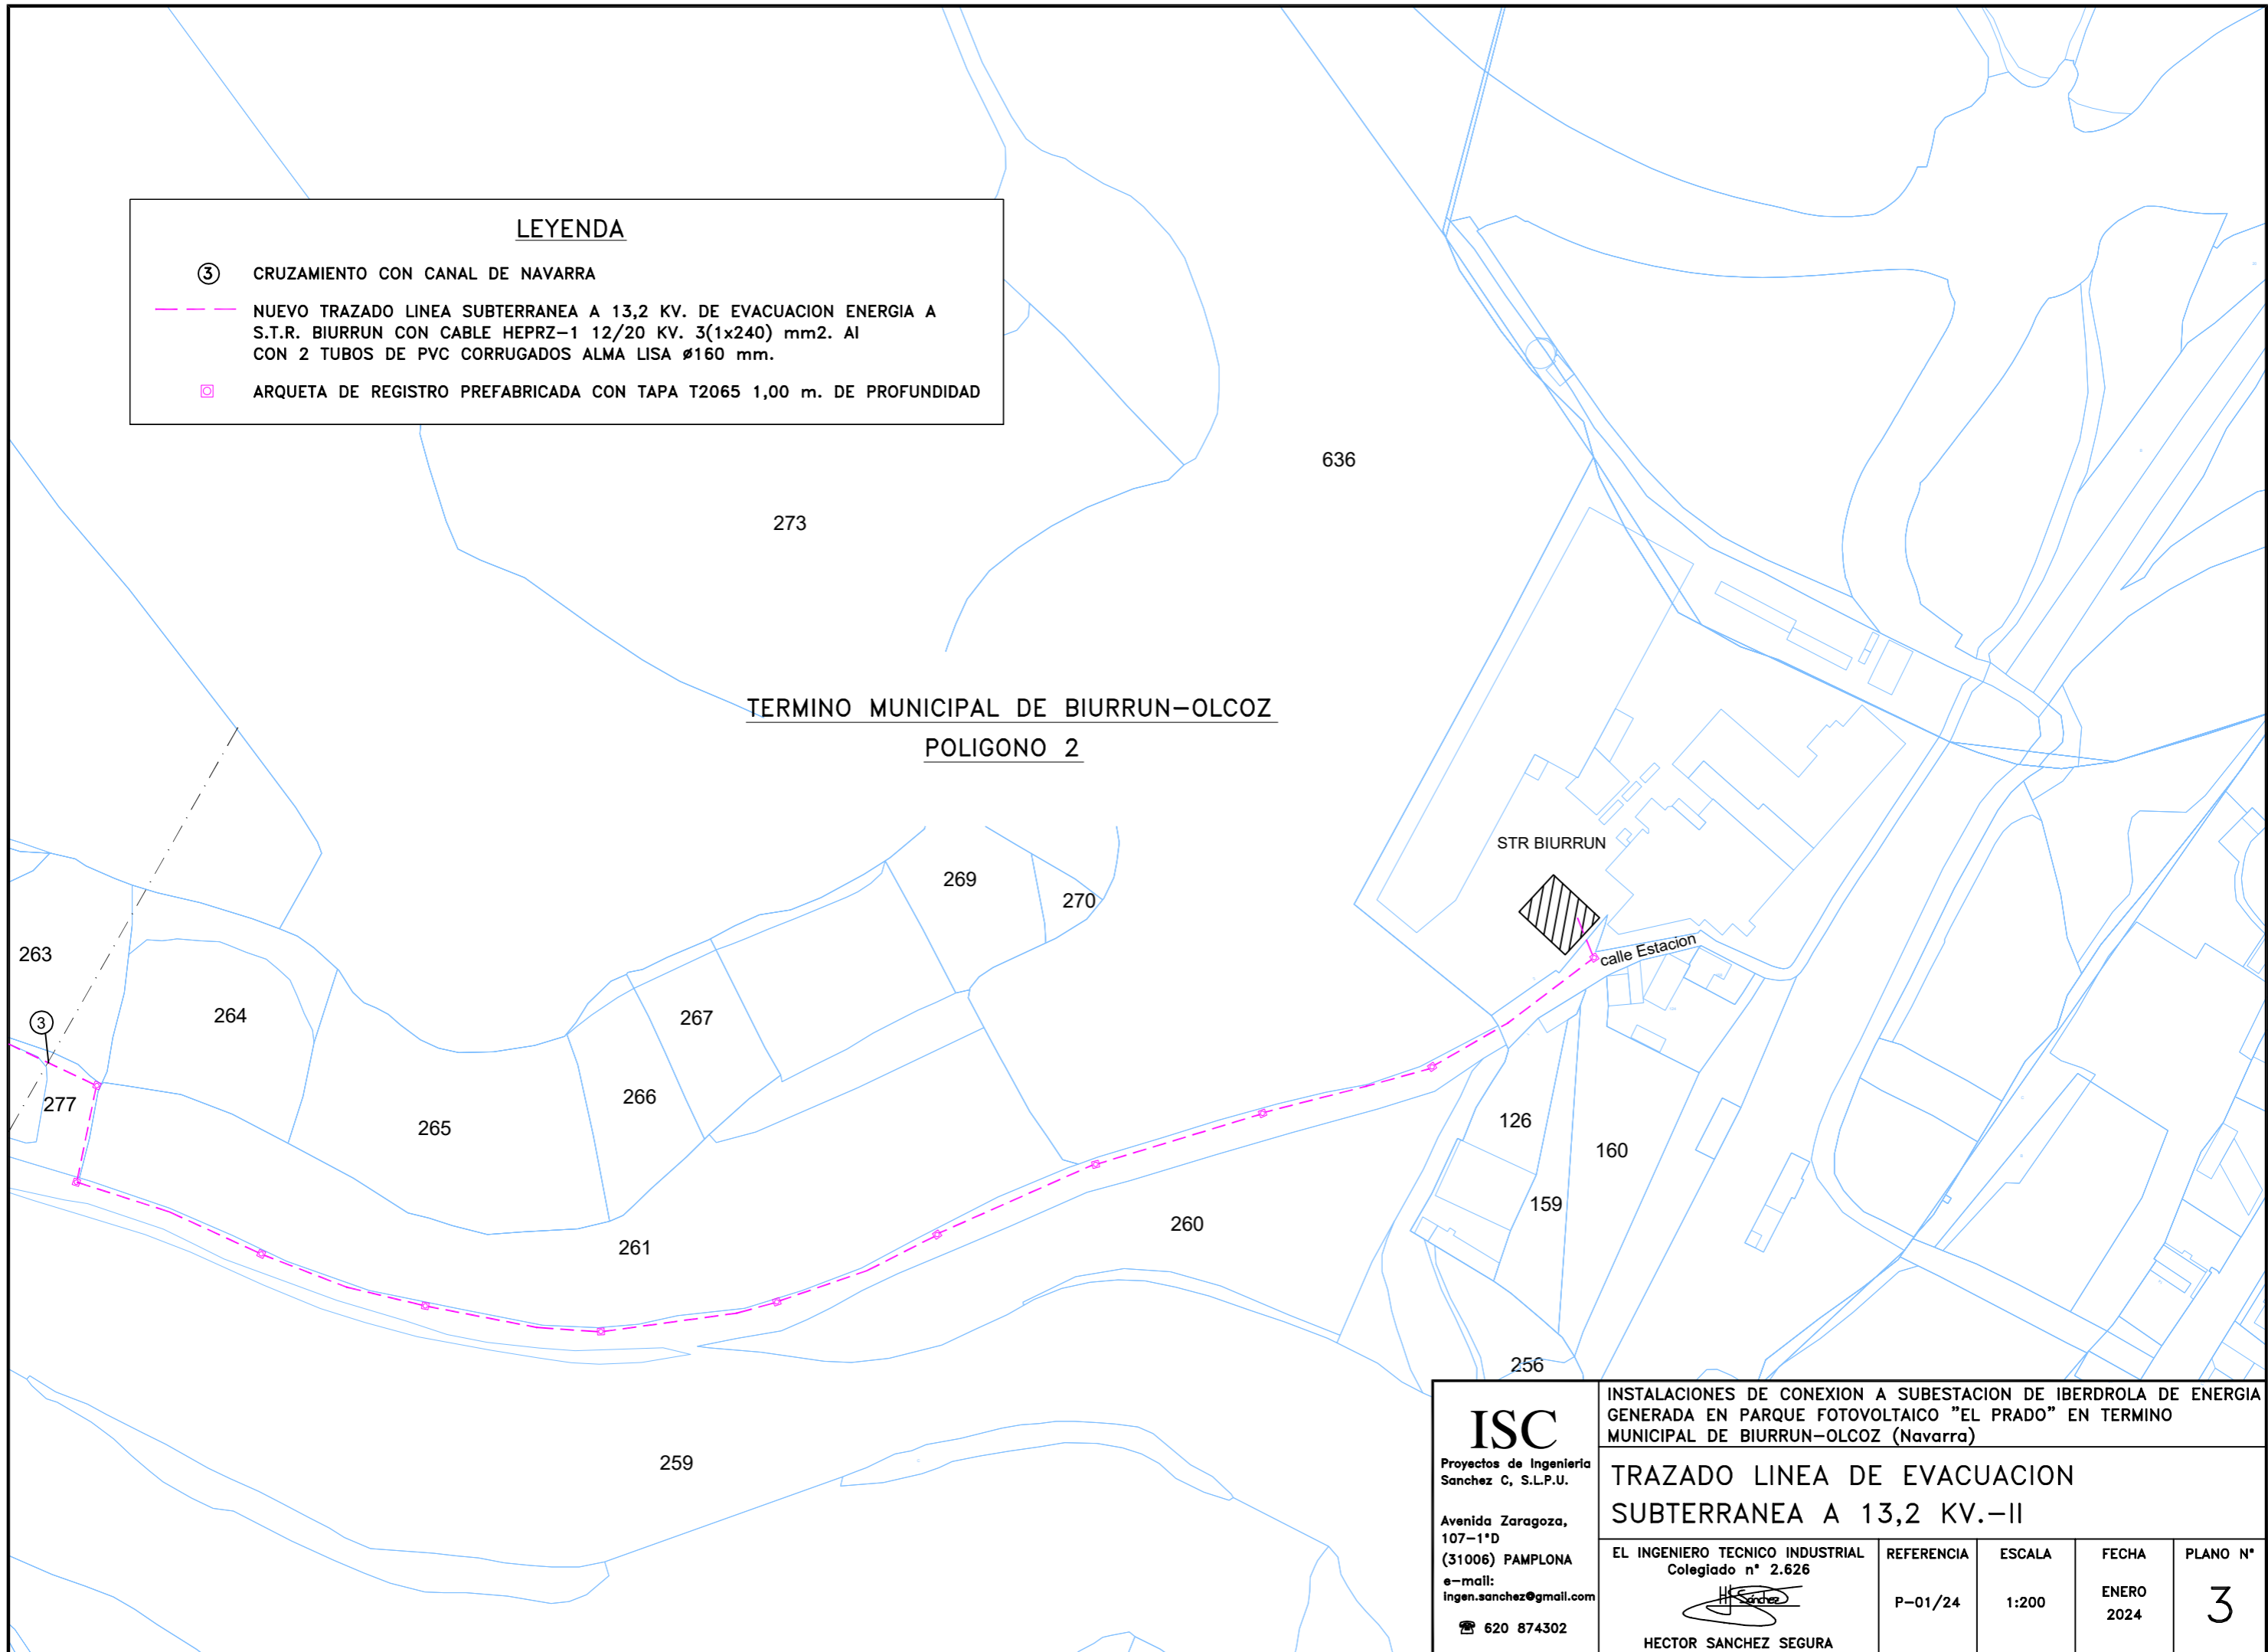 LEYENDA
3 CRUZAMIENTO CON CANAL DE NAVARRA
NUEVO TRAZADO LINEA SUBTERRANEA A 13,2 KV. DE EVACUACION ENERGIA A
S.T.R. BIURRUN CON CABLE HEPRZ-1 12/20 KV. 3(1x240) mm2. Al
CON 2 TUBOS DE PVC CORRUGADOS ALMA LISA ø160 mm.
ARQUETA DE REGISTRO PREFABRICADA CON TAPA T2065 1,00 m. DE PROFUNDIDAD
636
273
TERMINO MUNICIPAL DE BIURRUN-OLCOZ
POLIGONO 2
STR BIURRUN
269
270
calle Estacion
263
264
267
3
266
277
265
126
160
159
260
261
256
259
ISC
Proyectos de Ingenieria
Sanchez C, S.L.P.U.
Avenida Zaragoza,
107-1°D
(31006) PAMPLONA
e-mail:
ingen.sanchez@gmail.com
☎ 620 874302
INSTALACIONES DE CONEXION A SUBESTACION DE IBERDROLA DE ENERGIA
GENERADA EN PARQUE FOTOVOLTAICO "EL PRADO" EN TERMINO
MUNICIPAL DE BIURRUN-OLCOZ (Navarra)
TRAZADO LINEA DE EVACUACION
SUBTERRANEA A 13,2 KV.-II
EL INGENIERO TECNICO INDUSTRIAL
Colegiado n° 2.626
HJSánchez
HECTOR SANCHEZ SEGURA
REFERENCIA
P-01/24
ESCALA
1:200
FECHA
ENERO
2024
PLANO N°
3